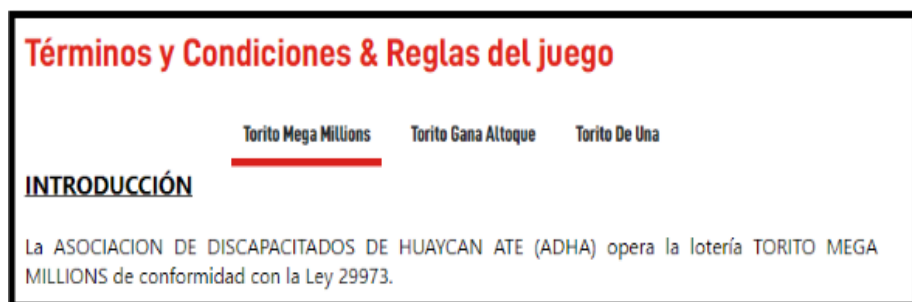 Términos y Condiciones & Reglas del juego
Torito Mega Millions Torito Gana Altoque Torito De Una
INTRODUCCIÓN
La ASOCIACION DE DISCAPACITADOS DE HUAYCAN ATE (ADHA) opera la lotería TORITO MEGA
MILLIONS de conformidad con la Ley 29973.